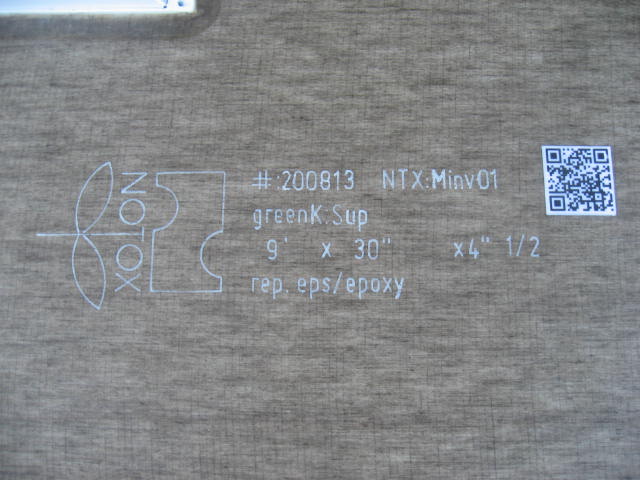 NOTOX
#:200813 NTX:Minv01
greenK:Sup
9' x 30" x4" 1/2
rep. eps/epoxy